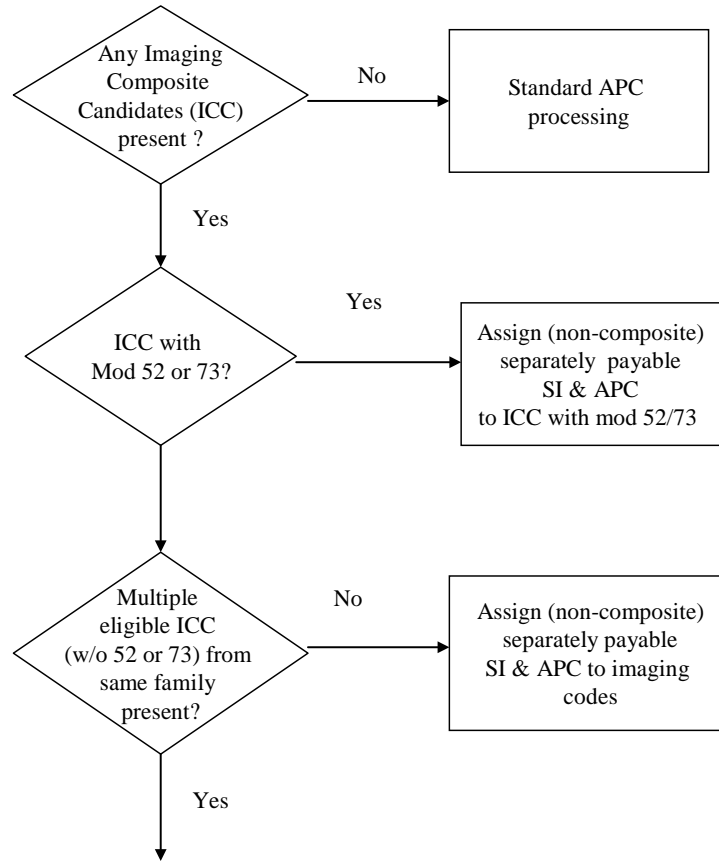 Any Imaging
Composite
Candidates (ICC)
present ?
No
Standard APC
processing
Yes
ICC with
Mod 52 or 73?
Yes
Assign (non-composite)
separately payable
SI & APC
to ICC with mod 52/73
Multiple
eligible ICC
(w/o 52 or 73) from
same family
present?
No
Assign (non-composite)
separately payable
SI & APC to imaging
codes
Yes